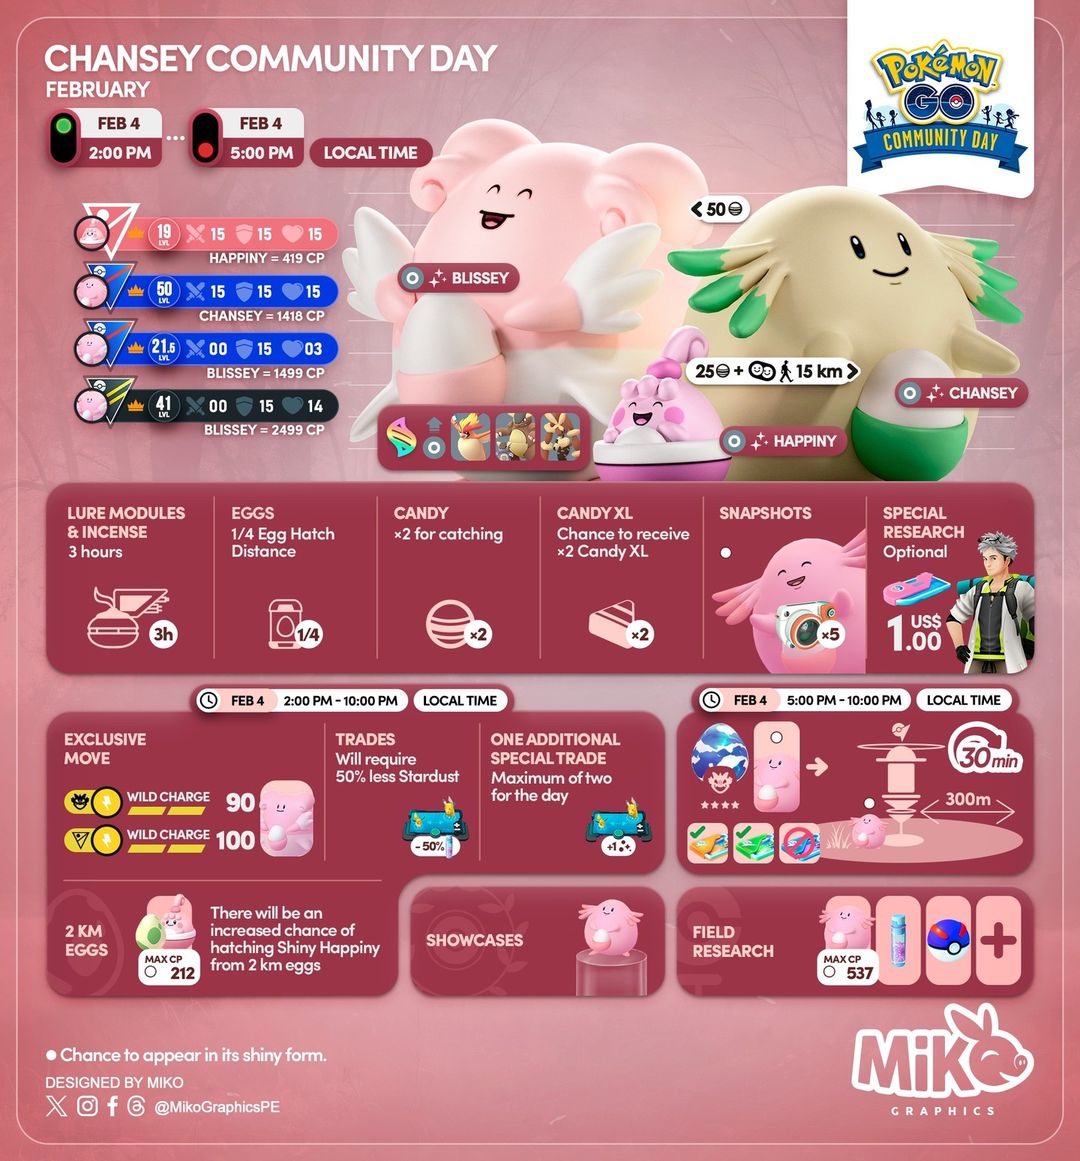 CHANSEY COMMUNITY DAY
FEBRUARY
FEB 4
2:00 PM
...
FEB 4
5:00 PM
LOCAL TIME
POKéMON
GO
COMMUNITY DAY
19
LVL
15
15
15
HAPPINY = 419 CP
50
LVL
15
15
15
CHANSEY = 1418 CP
21.5
LVL
00
15
03
BLISSEY = 1499 CP
41
LVL
00
15
14
BLISSEY = 2499 CP
BLISSEY
50
25 + 15 km
CHANSEY
HAPPINY
LURE MODULES
& INCENSE
3 hours
3h
EGGS
1/4 Egg Hatch
Distance
1/4
CANDY
×2 for catching
×2
CANDY XL
Chance to receive
×2 Candy XL
×2
SNAPSHOTS
×5
SPECIAL
RESEARCH
Optional
1 US$
.00
FEB 4 2:00 PM - 10:00 PM LOCAL TIME
EXCLUSIVE
MOVE
WILD CHARGE 90
WILD CHARGE 100
TRADES
Will require
50% less Stardust
- 50%
ONE ADDITIONAL
SPECIAL TRADE
Maximum of two
for the day
+1
FEB 4 5:00 PM - 10:00 PM LOCAL TIME
30 min
300m
2 KM
EGGS
MAX CP
212
There will be an
increased chance of
hatching Shiny Happiny
from 2 km eggs
SHOWCASES
FIELD
RESEARCH
MAX CP
537
Chance to appear in its shiny form.
DESIGNED BY MIKO
@MikoGraphicsPE
MiKO
GRAPHICS